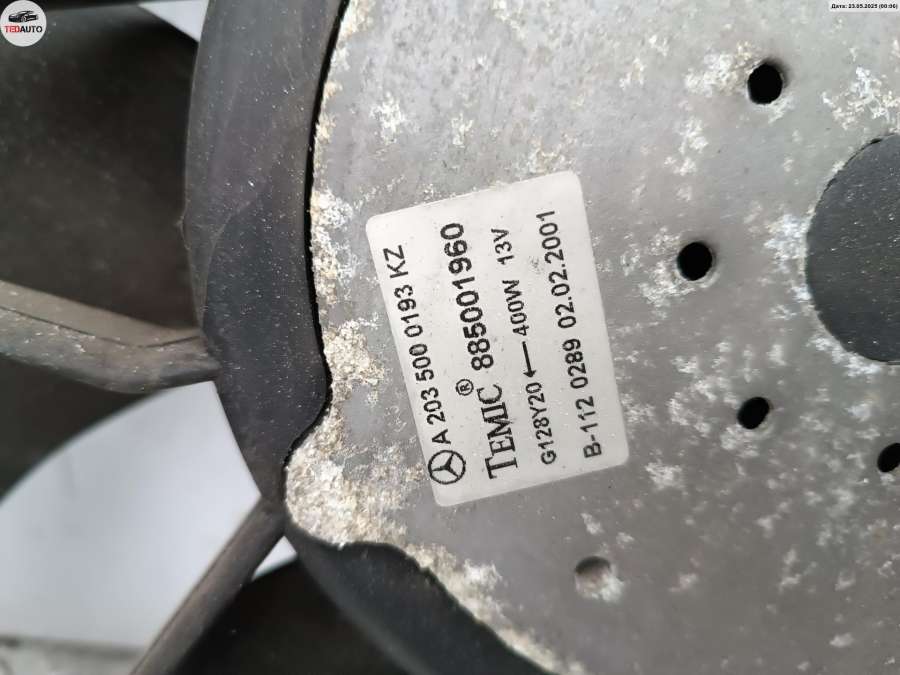 TEDAUTO
Дата: 23.05.2025 (00:06)
A 203 500 0193 KZ
TEMIC® 885001960
G128Y20 ← 400W 13V
B-112 0289 02.02.2001